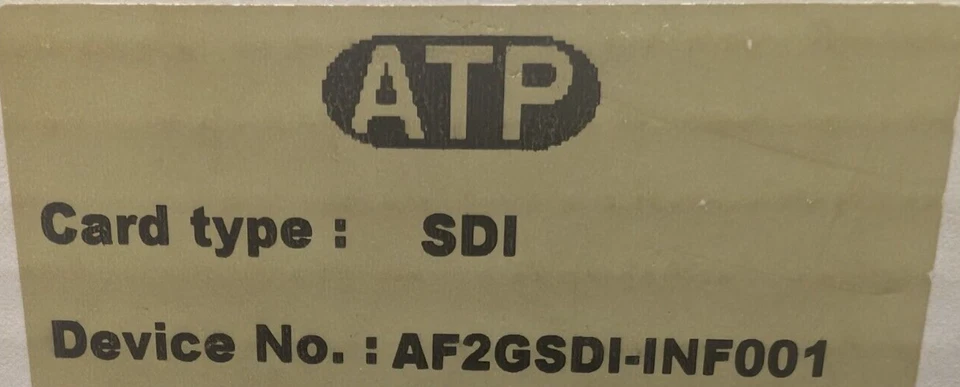 ATP
Card type : SDI
Device No. : AF2GSDI-INF001